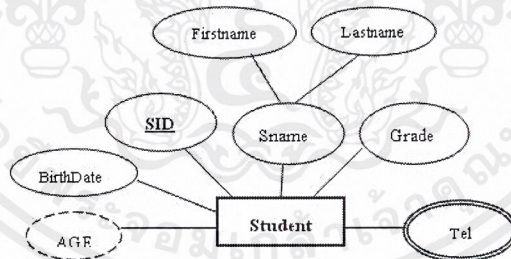 Firstname
Lastname
SID
Sname
Grade
BirthDate
Student
AGE
Tel